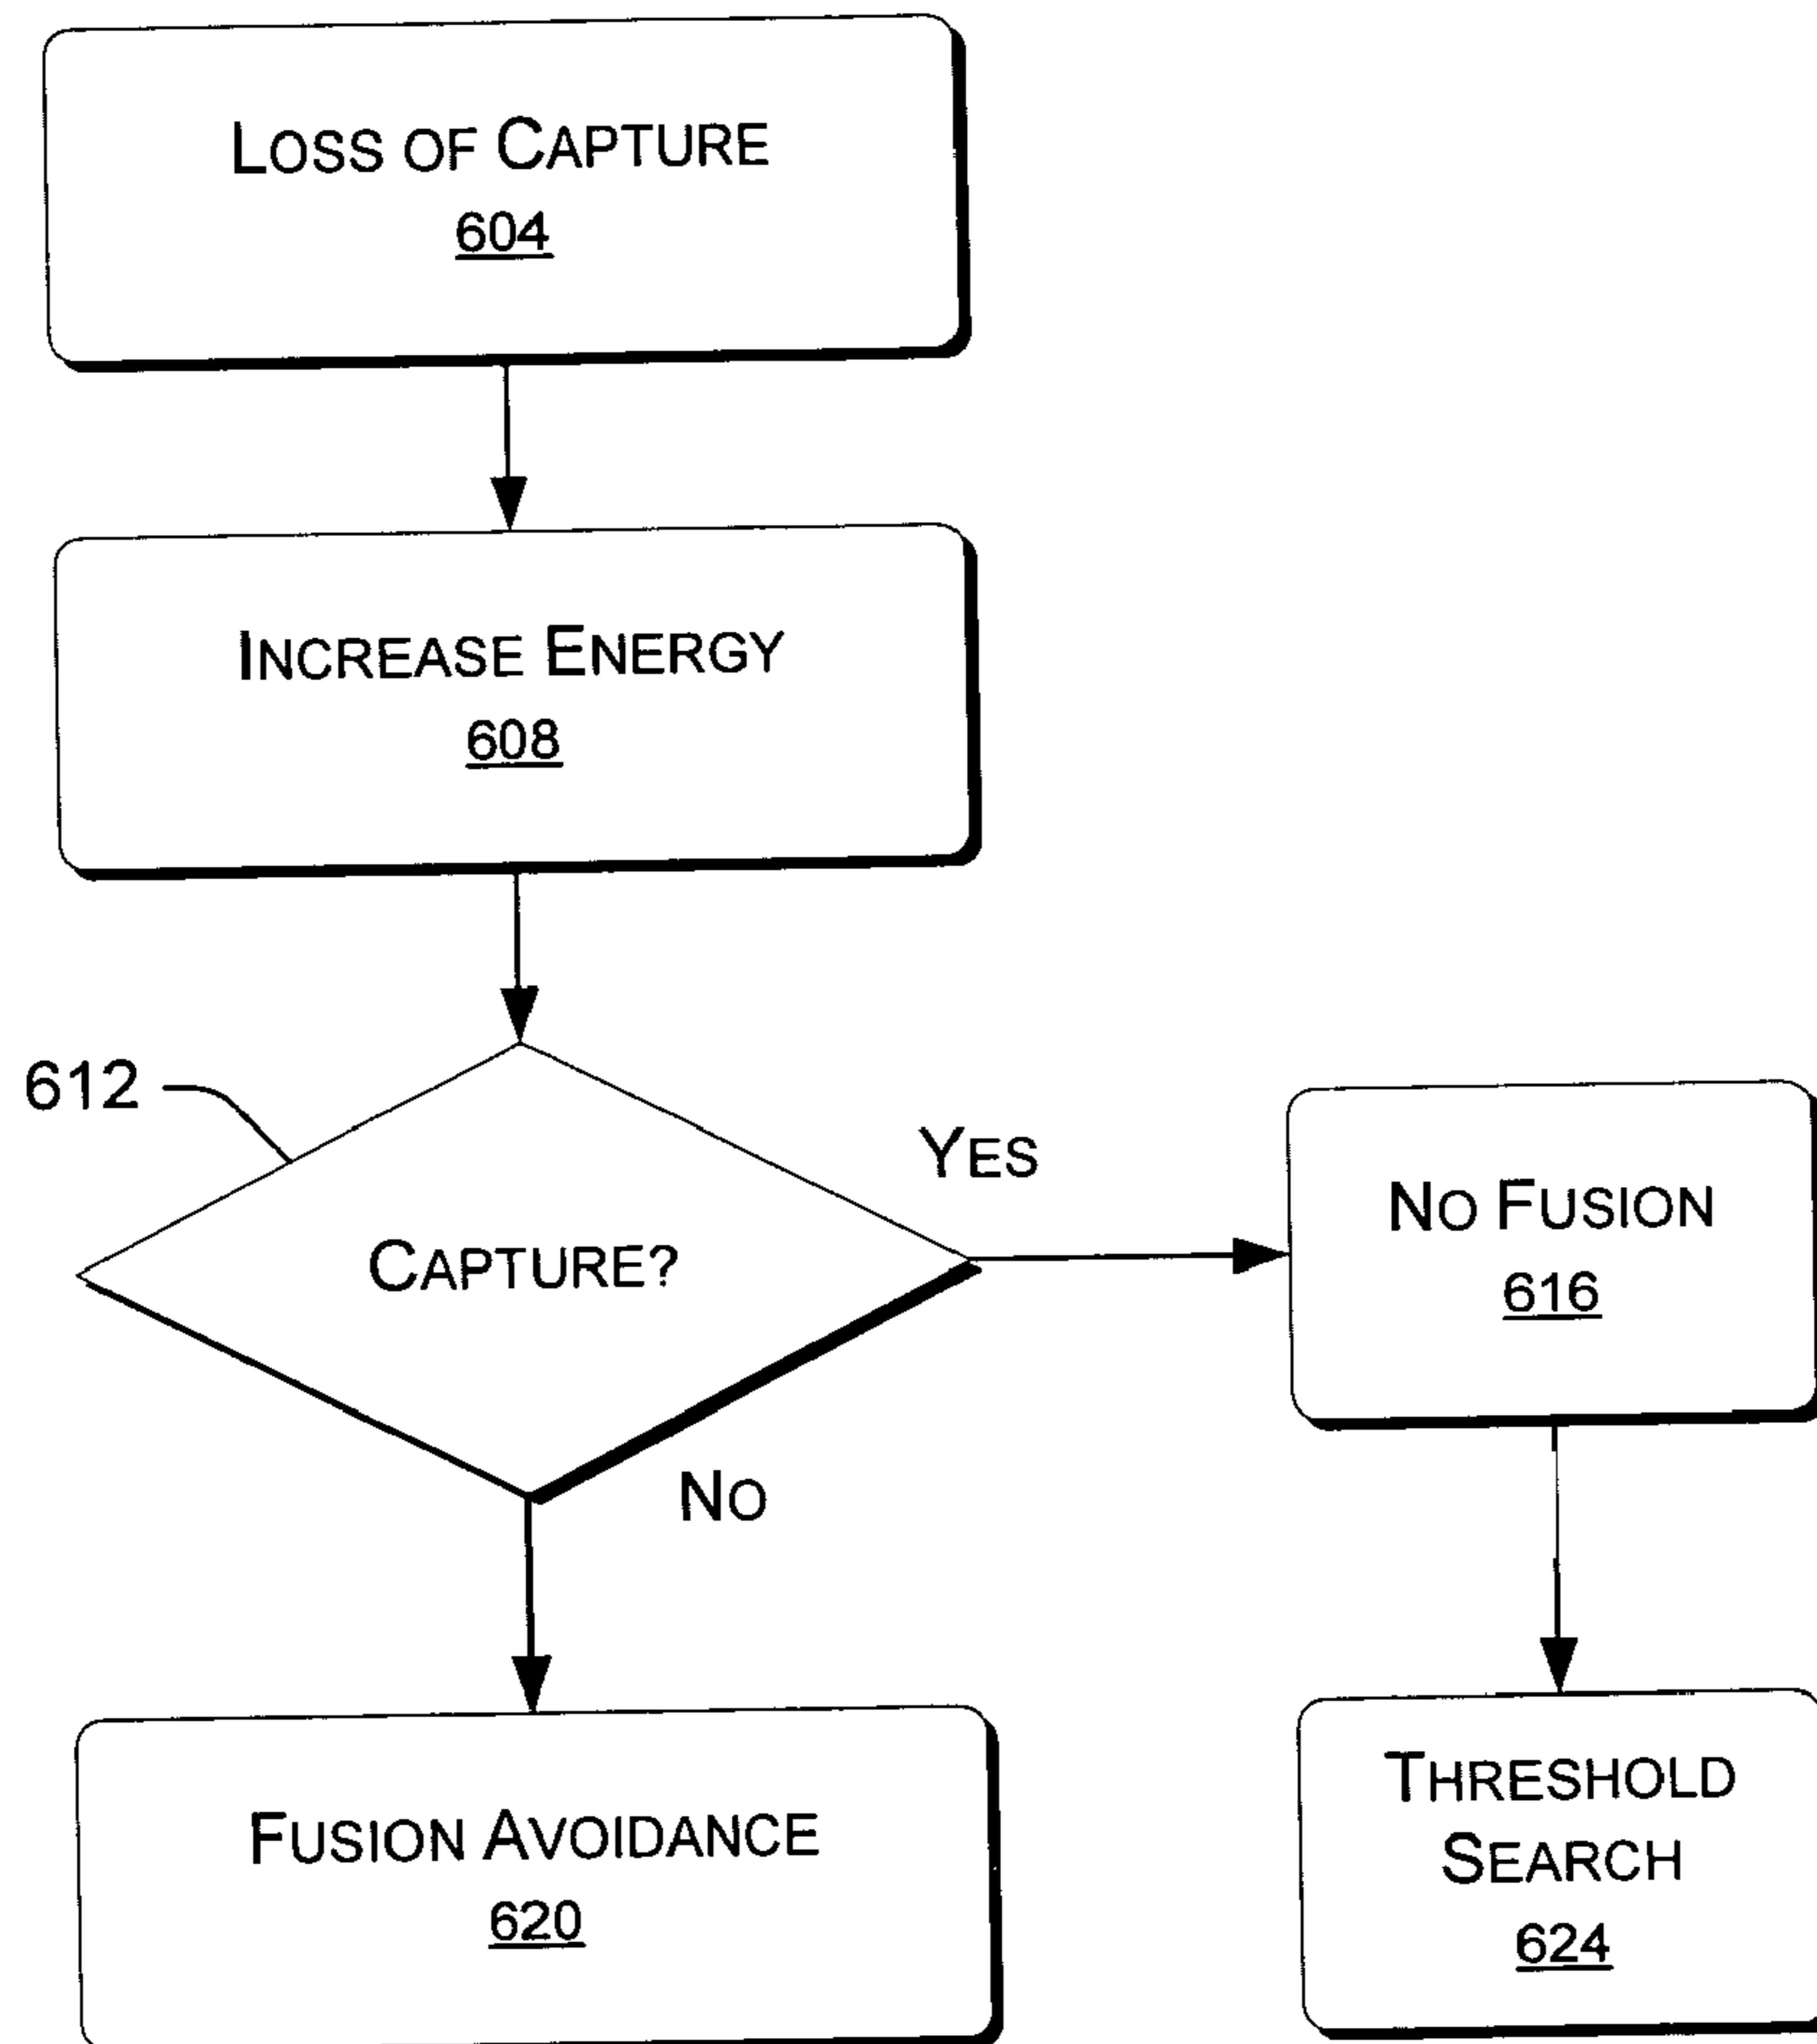 LOSS OF CAPTURE
604
INCREASE ENERGY
608
612
CAPTURE?
YES
NO FUSION
616
NO
FUSION AVOIDANCE
620
THRESHOLD
SEARCH
624